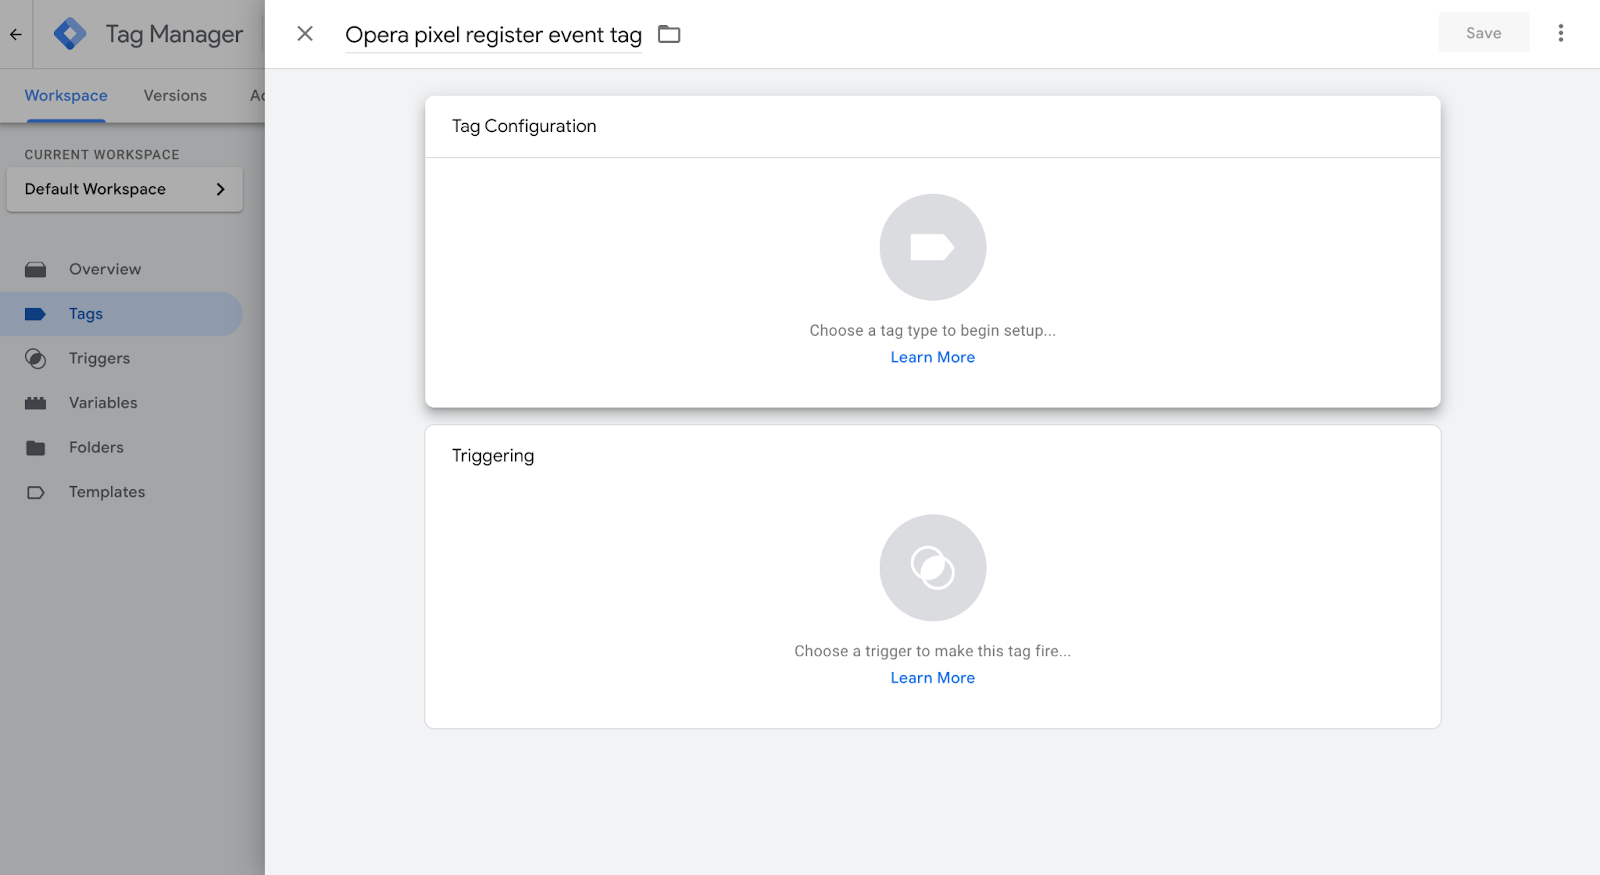 Tag Manager
Opera pixel register event tag
Save
Workspace
Versions
CURRENT WORKSPACE
Default Workspace
Overview
Tags
Triggers
Variables
Folders
Templates
Tag Configuration
Choose a tag type to begin setup...
Learn More
Triggering
Choose a trigger to make this tag fire...
Learn More